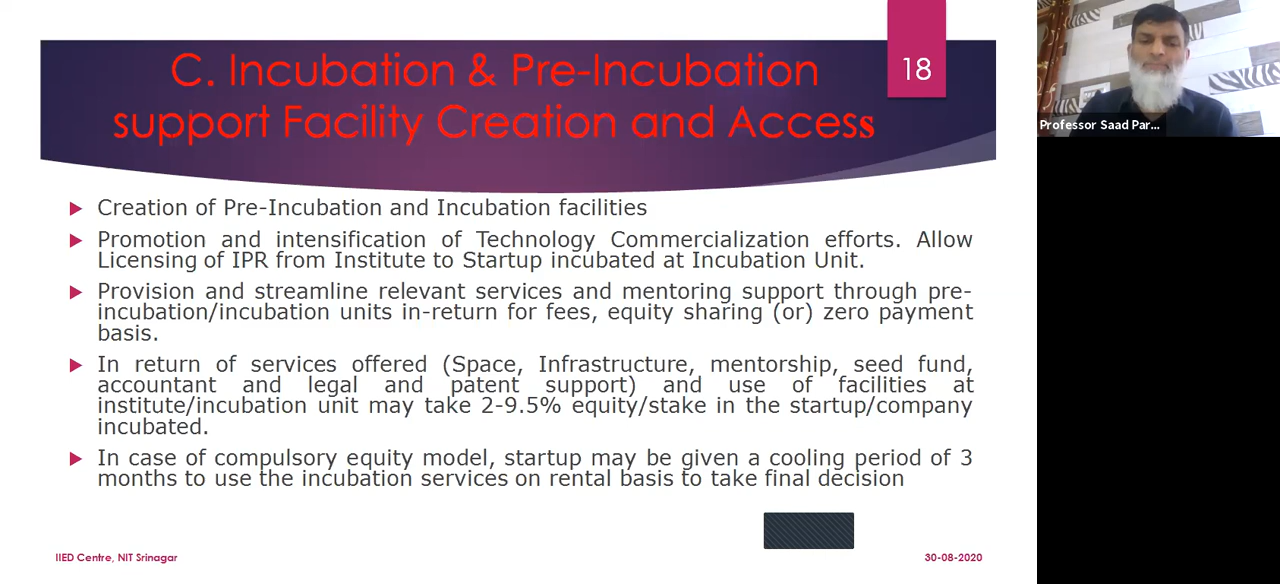 C. Incubation & Pre-Incubation
support Facility Creation and Access
18
Professor Saad Par...
Creation of Pre-Incubation and Incubation facilities
Promotion and intensification of Technology Commercialization efforts. Allow
Licensing of IPR from Institute to Startup incubated at Incubation Unit.
Provision and streamline relevant services and mentoring support through pre-
incubation/incubation units in-return for fees, equity sharing (or) zero payment
basis.
In return of services offered (Space, Infrastructure, mentorship, seed fund,
accountant and legal and patent support) and use of facilities at
institute/incubation unit may take 2-9.5% equity/stake in the startup/company
incubated.
In case of compulsory equity model, startup may be given a cooling period of 3
months to use the incubation services on rental basis to take final decision
IIED Centre, NIT Srinagar
30-08-2020